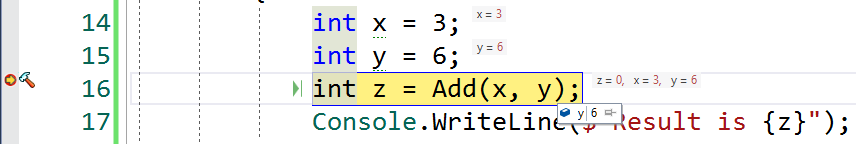 14 int x = 3; x = 3
15 int y = 6; y = 6
16 int z = Add(x, y); z = 0, x = 3, y = 6
y 6
17 Console.WriteLine($"Result is {z}");